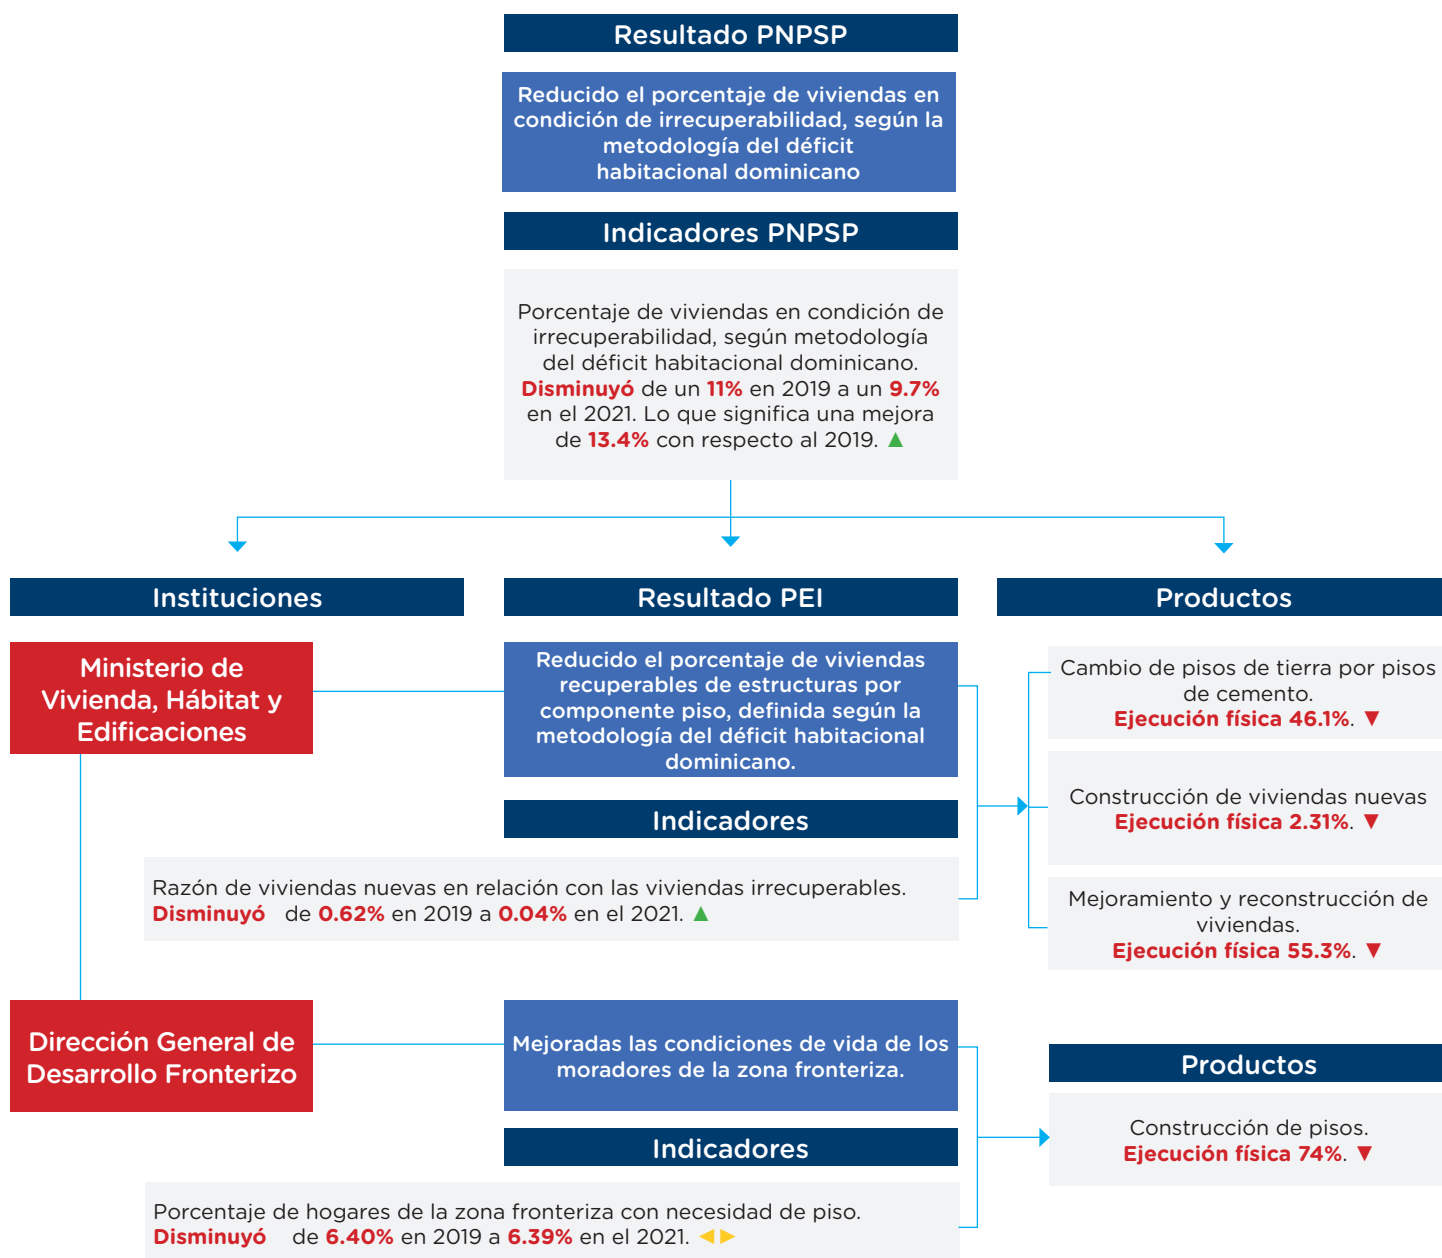 Resultado PNPSP
Reducido el porcentaje de viviendas en
condición de irrecuperabilidad, según la
metodología del déficit
habitacional dominicano
Indicadores PNPSP
Porcentaje de viviendas en condición de
irrecuperabilidad, según metodología
del déficit habitacional dominicano.
Disminuyó de un 11% en 2019 a un 9.7%
en el 2021. Lo que significa una mejora
de 13.4% con respecto al 2019. ▲
Instituciones
Resultado PEI
Productos
Ministerio de
Vivienda, Hábitat y
Edificaciones
Reducido el porcentaje de viviendas
recuperables de estructuras por
componente piso, definida según la
metodología del déficit habitacional
dominicano.
Indicadores
Razón de viviendas nuevas en relación con las viviendas irrecuperables.
Disminuyó de 0.62% en 2019 a 0.04% en el 2021. ▲
Cambio de pisos de tierra por pisos
de cemento.
Ejecución física 46.1%. ▼
Construcción de viviendas nuevas
Ejecución física 2.31%. ▼
Mejoramiento y reconstrucción de
viviendas.
Ejecución física 55.3%. ▼
Dirección General de
Desarrollo Fronterizo
Mejoradas las condiciones de vida de los
moradores de la zona fronteriza.
Indicadores
Porcentaje de hogares de la zona fronteriza con necesidad de piso.
Disminuyó de 6.40% en 2019 a 6.39% en el 2021. ◀▶
Productos
Construcción de pisos.
Ejecución física 74%. ▼